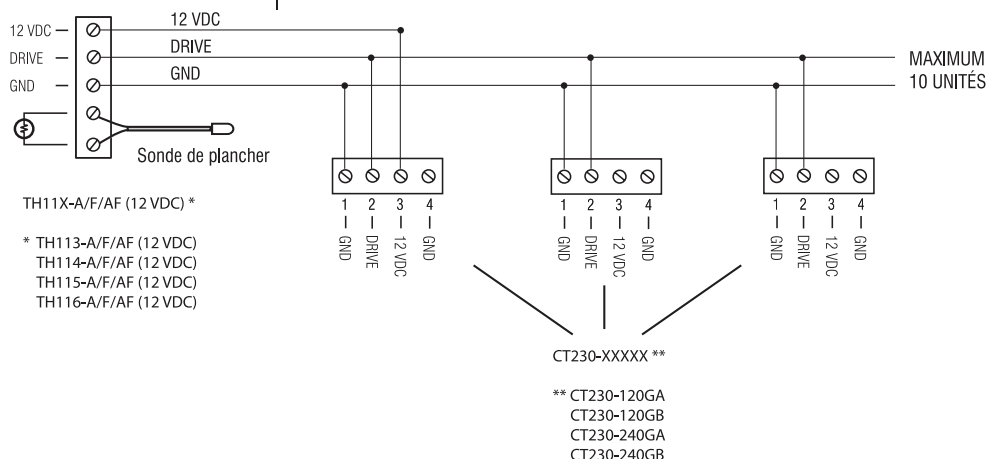 12 VDC
DRIVE
GND
12 VDC
DRIVE
GND
MAXIMUM
10 UNITÉS
Sonde de plancher
TH11X-A/F/AF (12 VDC) *
* TH113-A/F/AF (12 VDC)
TH114-A/F/AF (12 VDC)
TH115-A/F/AF (12 VDC)
TH116-A/F/AF (12 VDC)
1 2 3 4
GND
DRIVE
12 VDC
GND
1 2 3 4
GND
DRIVE
12 VDC
GND
1 2 3 4
GND
DRIVE
12 VDC
GND
CT230-XXXXX **
** CT230-120GA
CT230-120GB
CT230-240GA
CT230-240GB